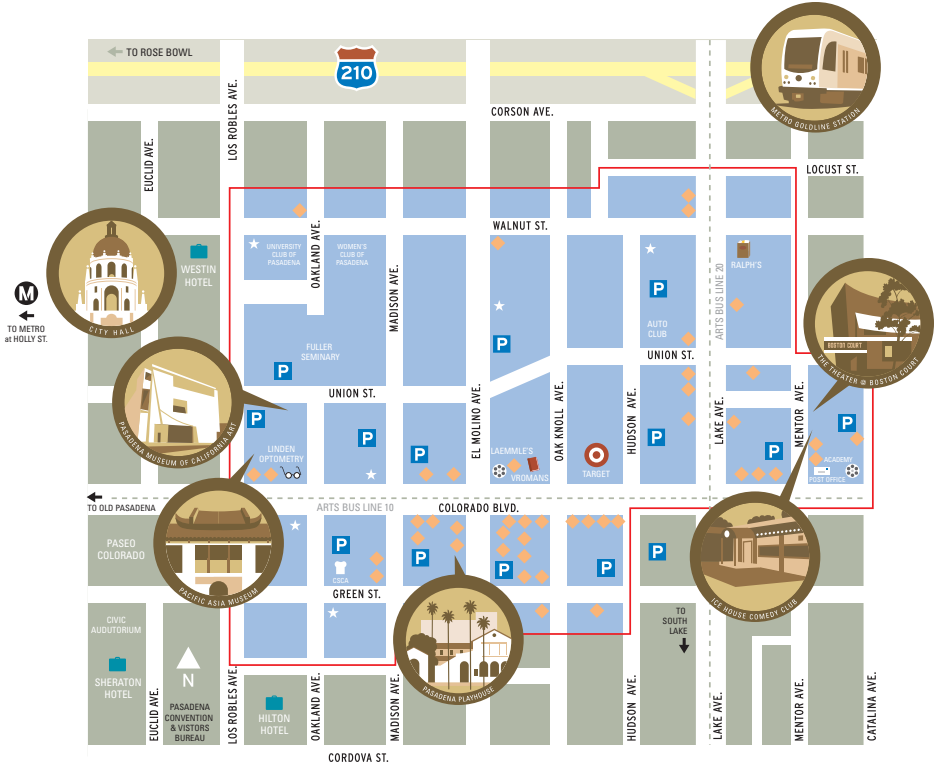 TO ROSE BOWL
210
METRO GOLDLINE STATION
CORSON AVE.
LOS ROBLES AVE.
EUCLID AVE.
LOCUST ST.
WALNUT ST.
OAKLAND AVE.
UNIVERSITY
CLUB OF
PASADENA
WOMEN'S
CLUB OF
PASADENA
WESTIN
HOTEL
CITY HALL
M
TO METRO
at HOLLY ST.
MADISON AVE.
RALPH'S
ARTS BUS LINE 20
P
AUTO
CLUB
BOSTON COURT
THE THEATER @ BOSTON COURT
FULLER
SEMINARY
P
P
UNION ST.
UNION ST.
PASADENA MUSEUM OF CALIFORNIA ART
EL MOLINO AVE.
OAK KNOLL AVE.
HUDSON AVE.
LAKE AVE.
MENTOR AVE.
P
P
P
P
P
P
LINDEN
OPTOMETRY
LAEMMLE'S
VROMANS
TARGET
ACADEMY
POST OFFICE
TO OLD PASADENA
ARTS BUS LINE 10
COLORADO BLVD.
PASEO
COLORADO
P
P
P
P
P
CSCA
GREEN ST.
PACIFIC ASIA MUSEUM
ICE HOUSE COMEDY CLUB
CIVIC
AUDITORIUM
TO
SOUTH
LAKE
SHERATON
HOTEL
N
PASADENA PLAYHOUSE
EUCLID AVE.
PASADENA
CONVENTION
& VISTORS
BUREAU
LOS ROBLES AVE.
HILTON
HOTEL
OAKLAND AVE.
MADISON AVE.
HUDSON AVE.
LAKE AVE.
MENTOR AVE.
CATALINA AVE.
CORDOVA ST.